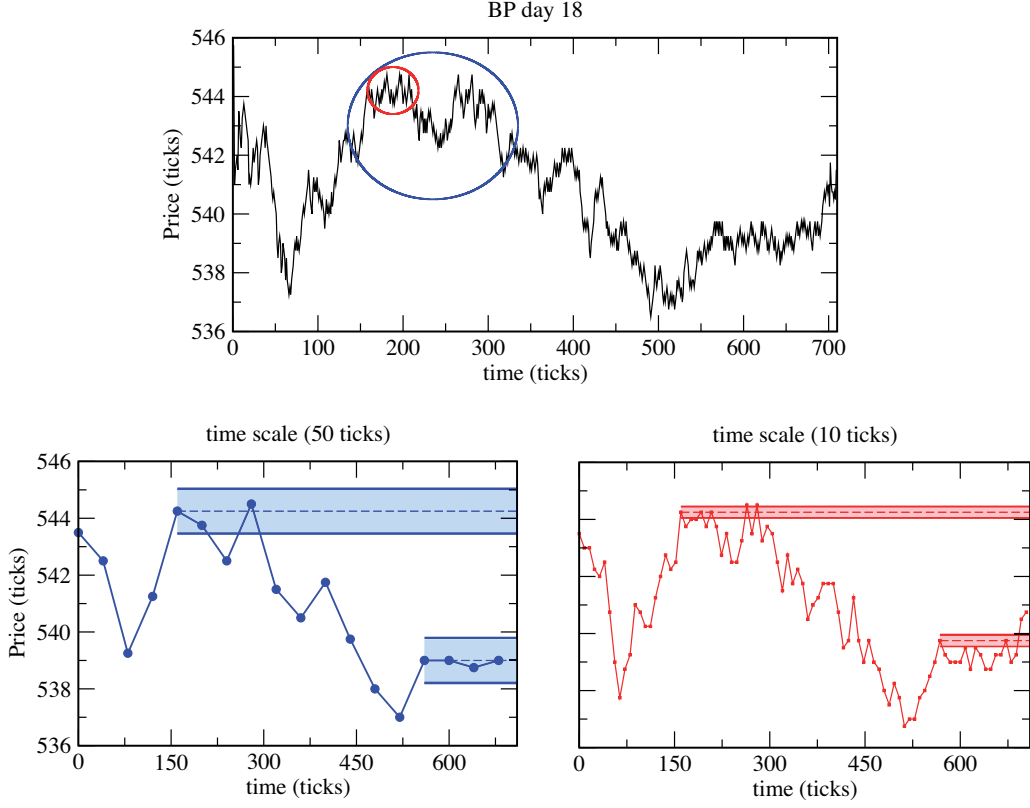 BP day 18
546
544
542
540
538
536
Price (ticks)
0 100 200 300 400 500 600 700
time (ticks)
time scale (50 ticks)
546
544
542
540
538
536
Price (ticks)
0 150 300 450 600
time (ticks)
time scale (10 ticks)
0 150 300 450 600
time (ticks)